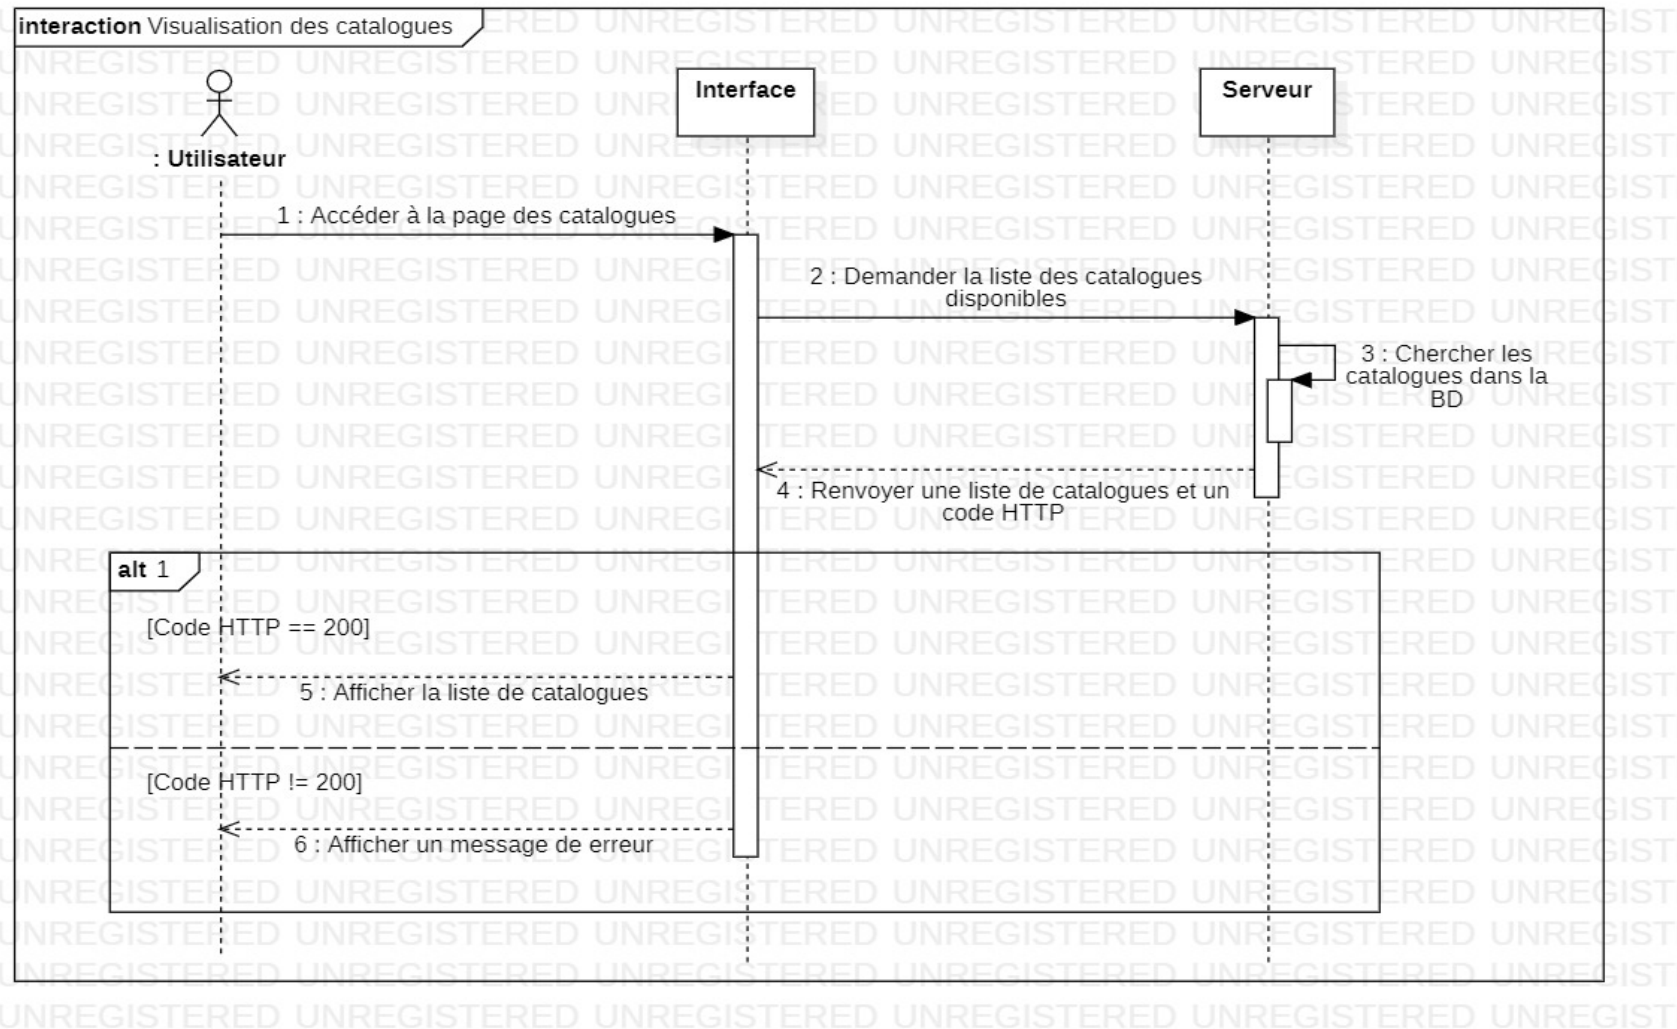 interaction Visualisation des catalogues
Interface
Serveur
: Utilisateur
1 : Accéder à la page des catalogues
2 : Demander la liste des catalogues
disponibles
3 : Chercher les
catalogues dans la
BD
4 : Renvoyer une liste de catalogues et un
code HTTP
alt 1
[Code HTTP == 200]
5 : Afficher la liste de catalogues
[Code HTTP != 200]
6 : Afficher un message de erreur
UNREGISTERED